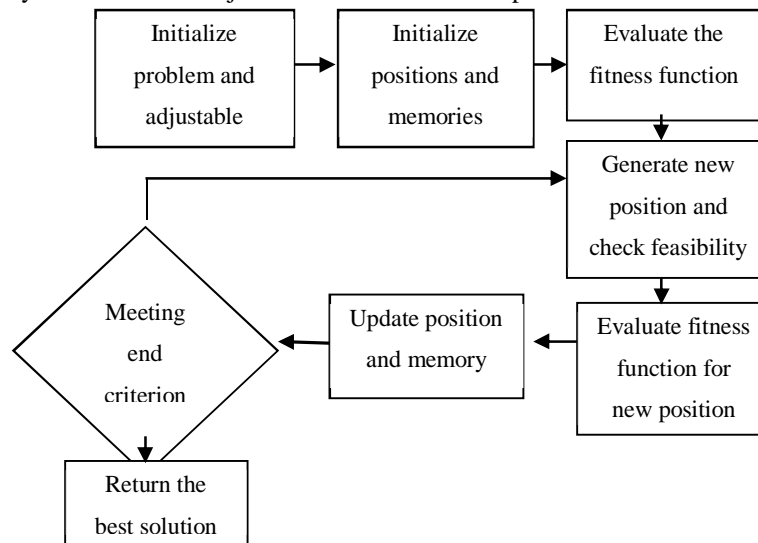 Initialize
problem and
adjustable
Initialize
positions and
memories
Evaluate the
fitness function
Generate new
position and
check feasibility
Evaluate fitness
function for
new position
Update position
and memory
Meeting
end
criterion
Return the
best solution